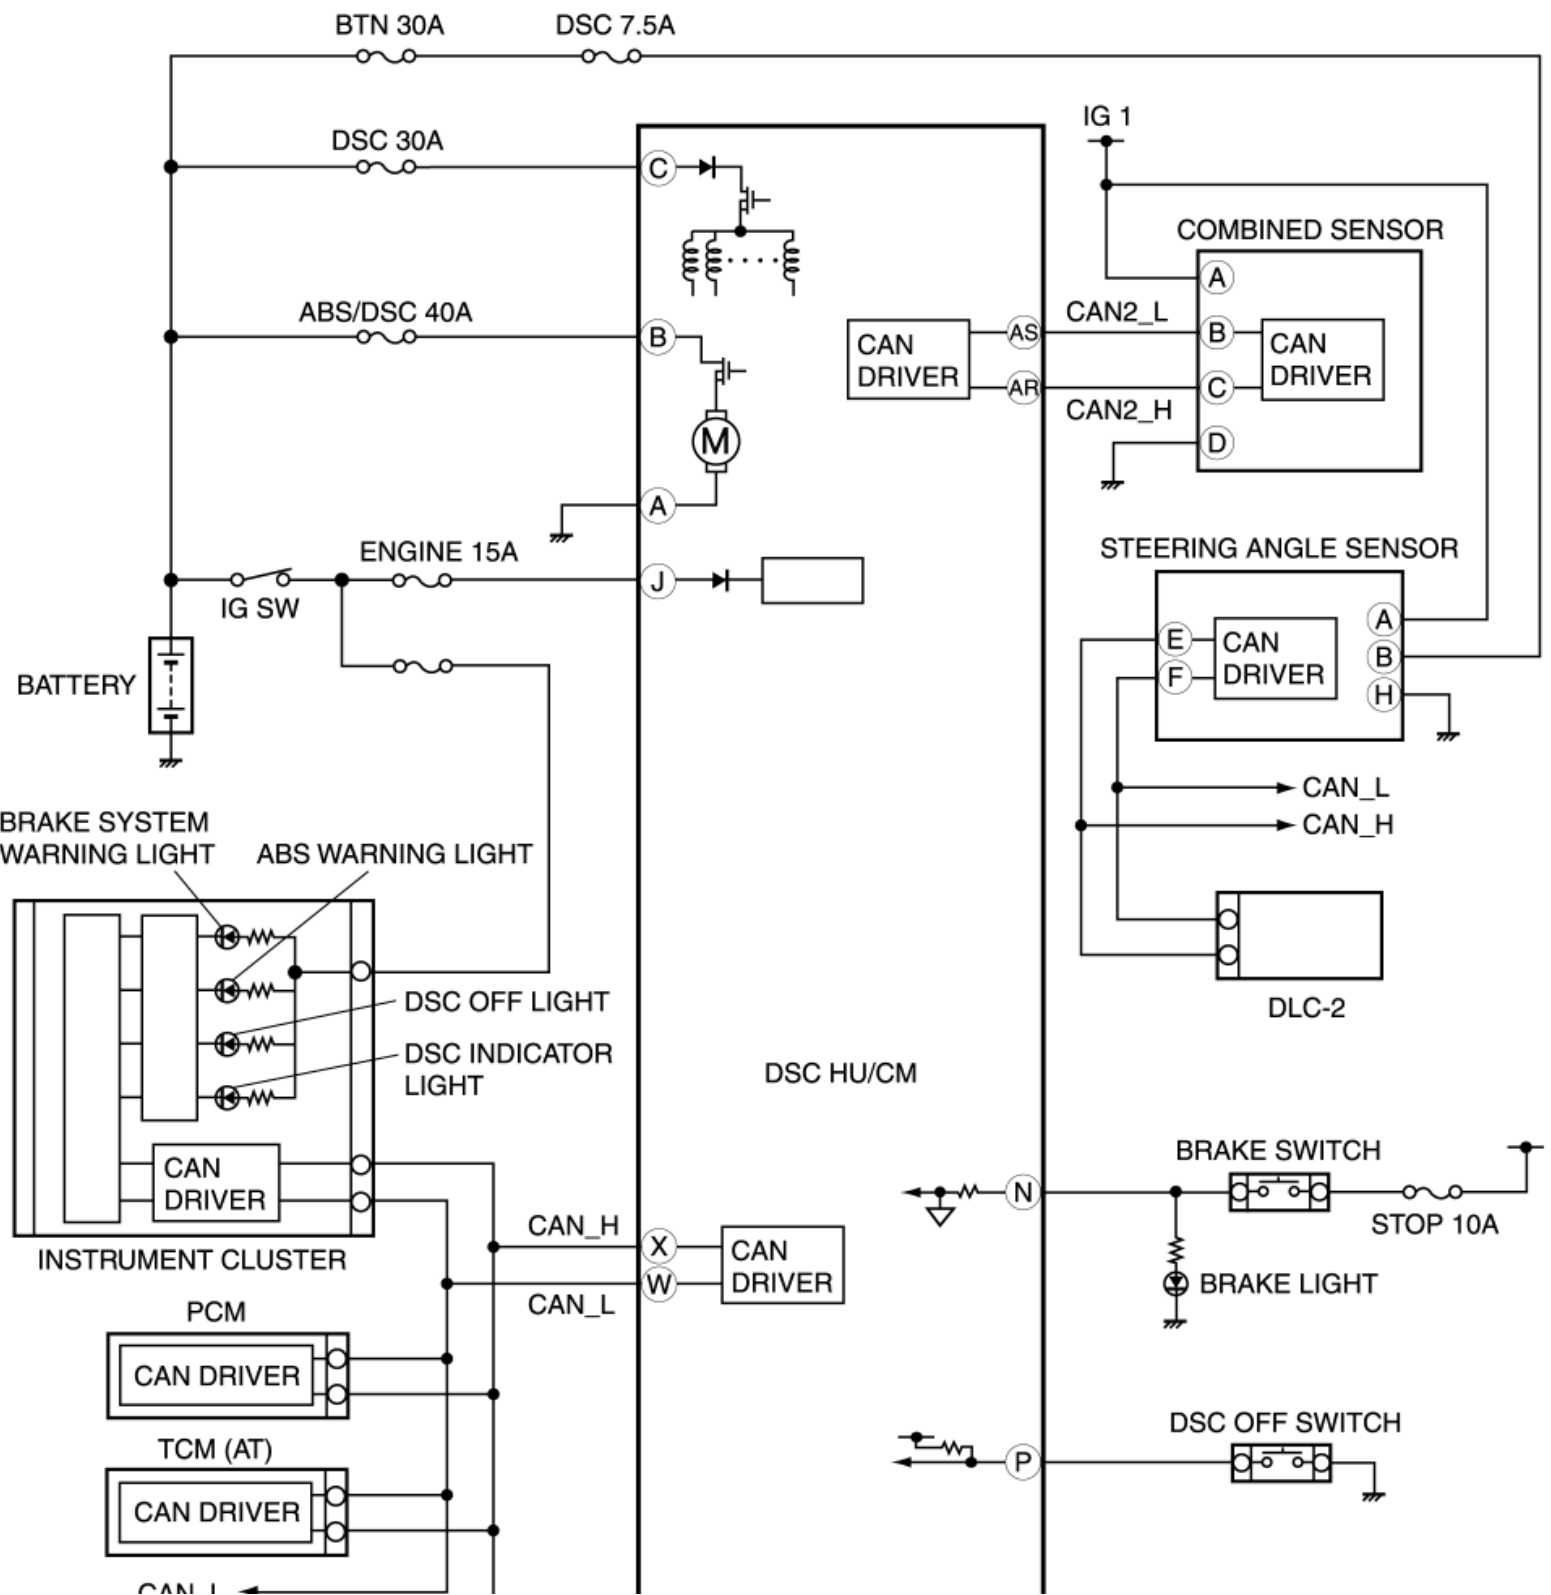 BTN 30A
DSC 7.5A
DSC 30A
IG 1
C
COMBINED SENSOR
A
ABS/DSC 40A
CAN2_L
B
CAN
DRIVER
AS
B
CAN
DRIVER
AR
C
CAN2_H
M
D
A
ENGINE 15A
STEERING ANGLE SENSOR
J
IG SW
A
E
CAN
DRIVER
B
F
H
BATTERY
CAN_L
CAN_H
BRAKE SYSTEM
WARNING LIGHT
ABS WARNING LIGHT
DSC OFF LIGHT
DLC-2
DSC INDICATOR
LIGHT
DSC HU/CM
BRAKE SWITCH
CAN
DRIVER
N
STOP 10A
CAN_H
INSTRUMENT CLUSTER
X
CAN
DRIVER
W
BRAKE LIGHT
CAN_L
PCM
CAN DRIVER
DSC OFF SWITCH
TCM (AT)
P
CAN DRIVER
CAN_L